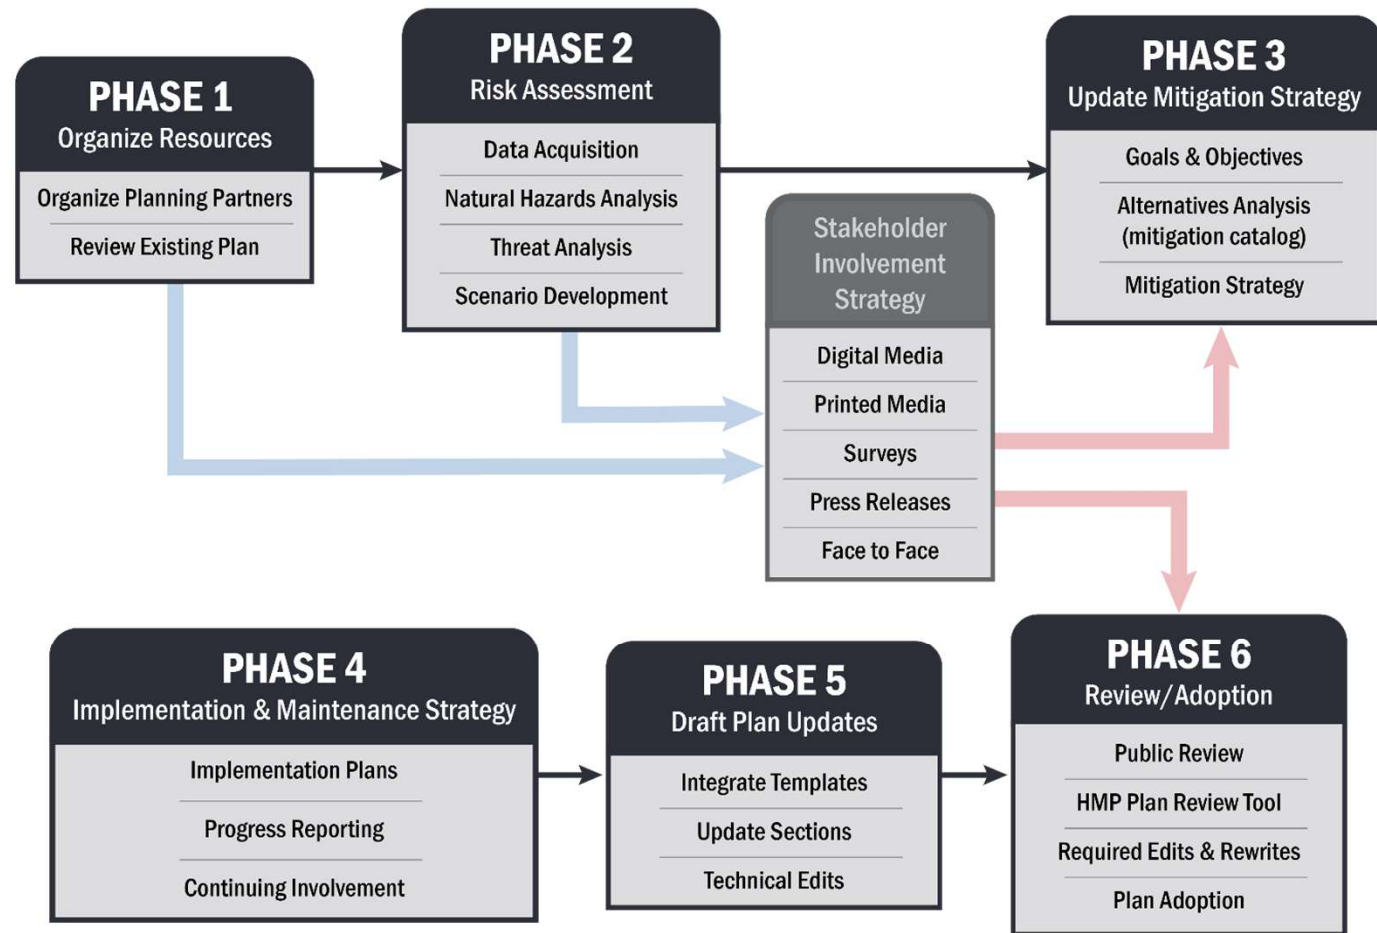 PHASE 1
Organize Resources
Organize Planning Partners
Review Existing Plan
PHASE 2
Risk Assessment
Data Acquisition
Natural Hazards Analysis
Threat Analysis
Scenario Development
Stakeholder
Involvement
Strategy
Digital Media
Printed Media
Surveys
Press Releases
Face to Face
PHASE 3
Update Mitigation Strategy
Goals & Objectives
Alternatives Analysis
(mitigation catalog)
Mitigation Strategy
PHASE 4
Implementation & Maintenance Strategy
Implementation Plans
Progress Reporting
Continuing Involvement
PHASE 5
Draft Plan Updates
Integrate Templates
Update Sections
Technical Edits
PHASE 6
Review/Adoption
Public Review
HMP Plan Review Tool
Required Edits & Rewrites
Plan Adoption